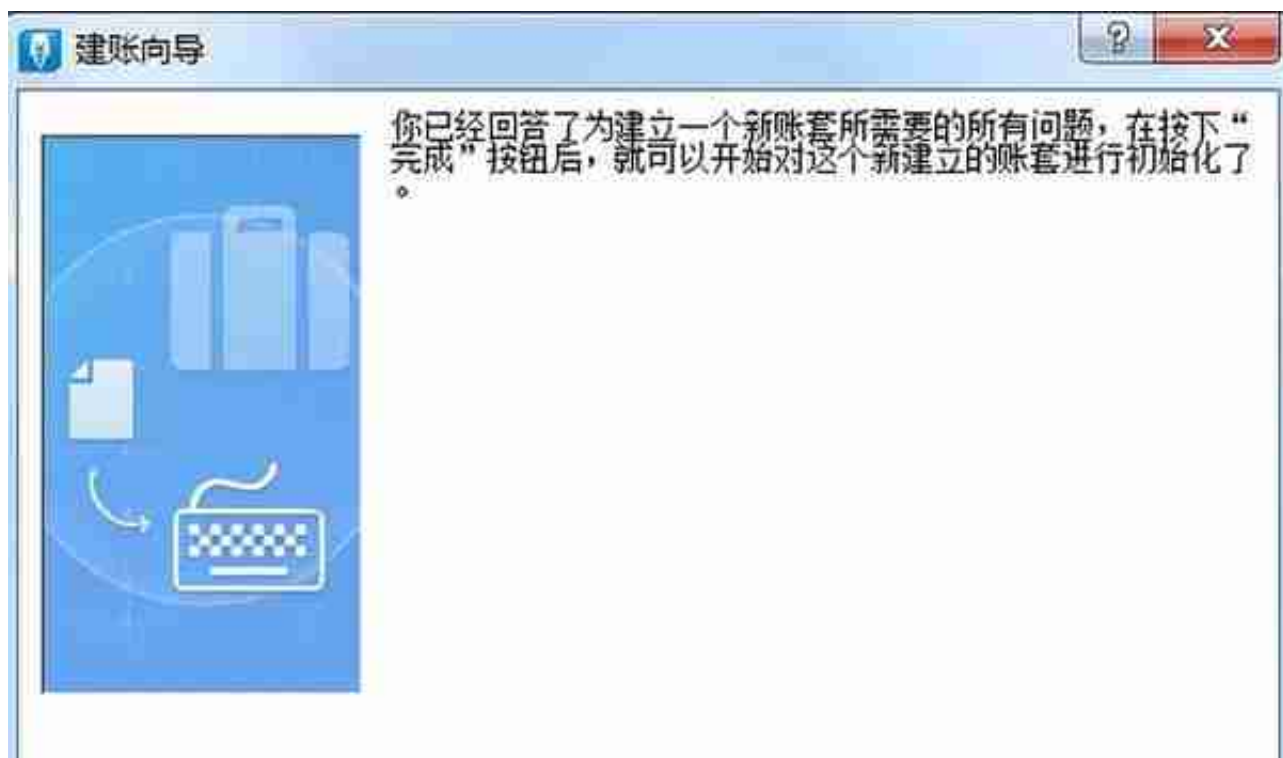 建账向导
你已经回答了为建立一个新账套所需要的所有问题，在按下“
完成”按钮后，就可以开始对这个新建立的账套进行初始化了
。